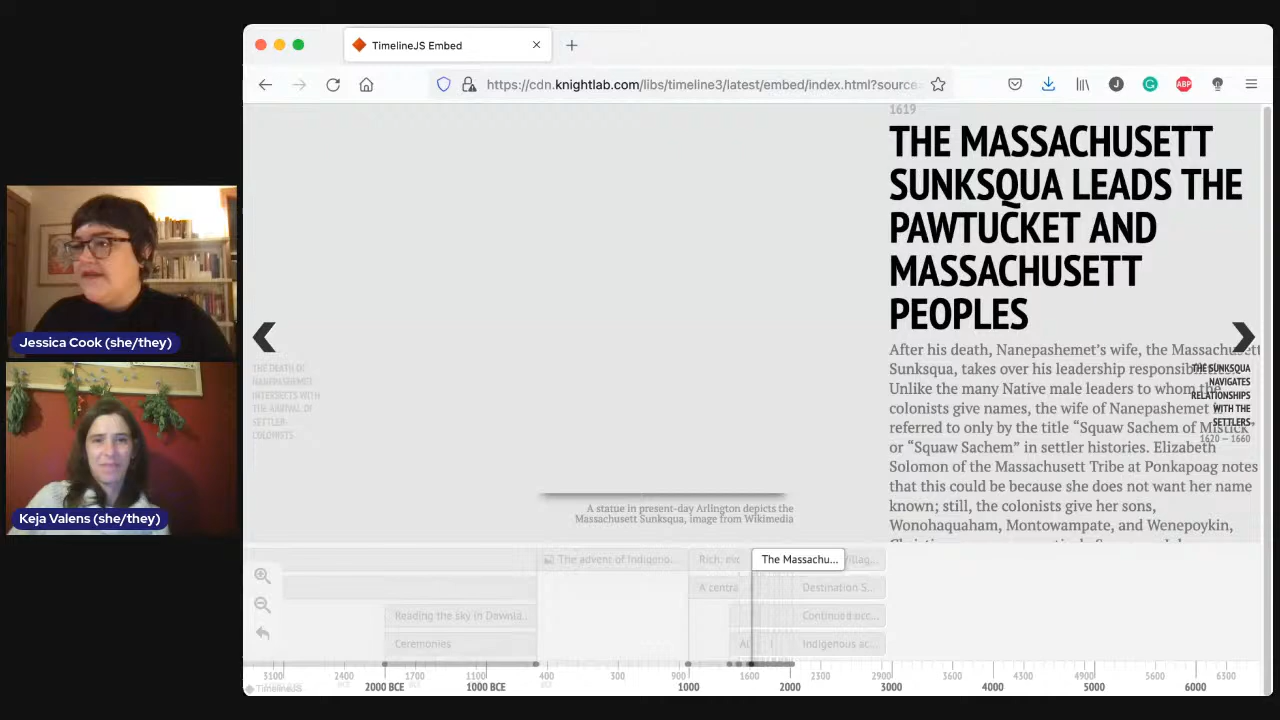 TimelineJS Embed
https://cdn.knightlab.com/libs/timeline3/latest/embed/index.html?source
ABP
Jessica Cook (she/they)
Keja Valens (she/they)
1619
THE MASSACHUSETT
SUNKSQUA LEADS THE
PAWTUCKET AND
MASSACHUSETT
PEOPLES
After his death, Nanepashemet's wife, the Massachusett
Sunksqua, takes over his leadership
Unlike the many Native male leaders to whom the
colonists give names, the wife of Nanepashemet is
referred to only by the title “Squaw Sachem of Mistick”
or “Squaw Sachem” in settler histories. Elizabeth
Solomon of the Massachusett Tribe at Ponkapoag notes
that this could be because she does not want her name
known; still, the colonists give her sons,
Wonohaquaham, Montowampate, and Wenepoykin,
THE DEATH OF
NANEPASHEMET
INTERSECTS WITH
THE ARRIVAL OF
SETTLER-
COLONISTS
THE SUNKSQUA
NAVIGATES
RELATIONSHIPS
WITH THE
SETTLERS
1620 — 1660
A statue in present-day Arlington depicts the
Massachusett Sunksqua, image from Wikimedia
The advent of Indigeno...
The Massachu...
A centra
Destination S...
Reading the sky in Dawnla...
Ceremonies
Indigenous ac...
3100 2400 BCE 1700 BCE 1100 400 BCE 300 900 1600 2300 2900 3600 4300 4900 5600 6300
2000 BCE 1000 BCE 1000 2000 3000 4000 5000 6000
TimelineJS